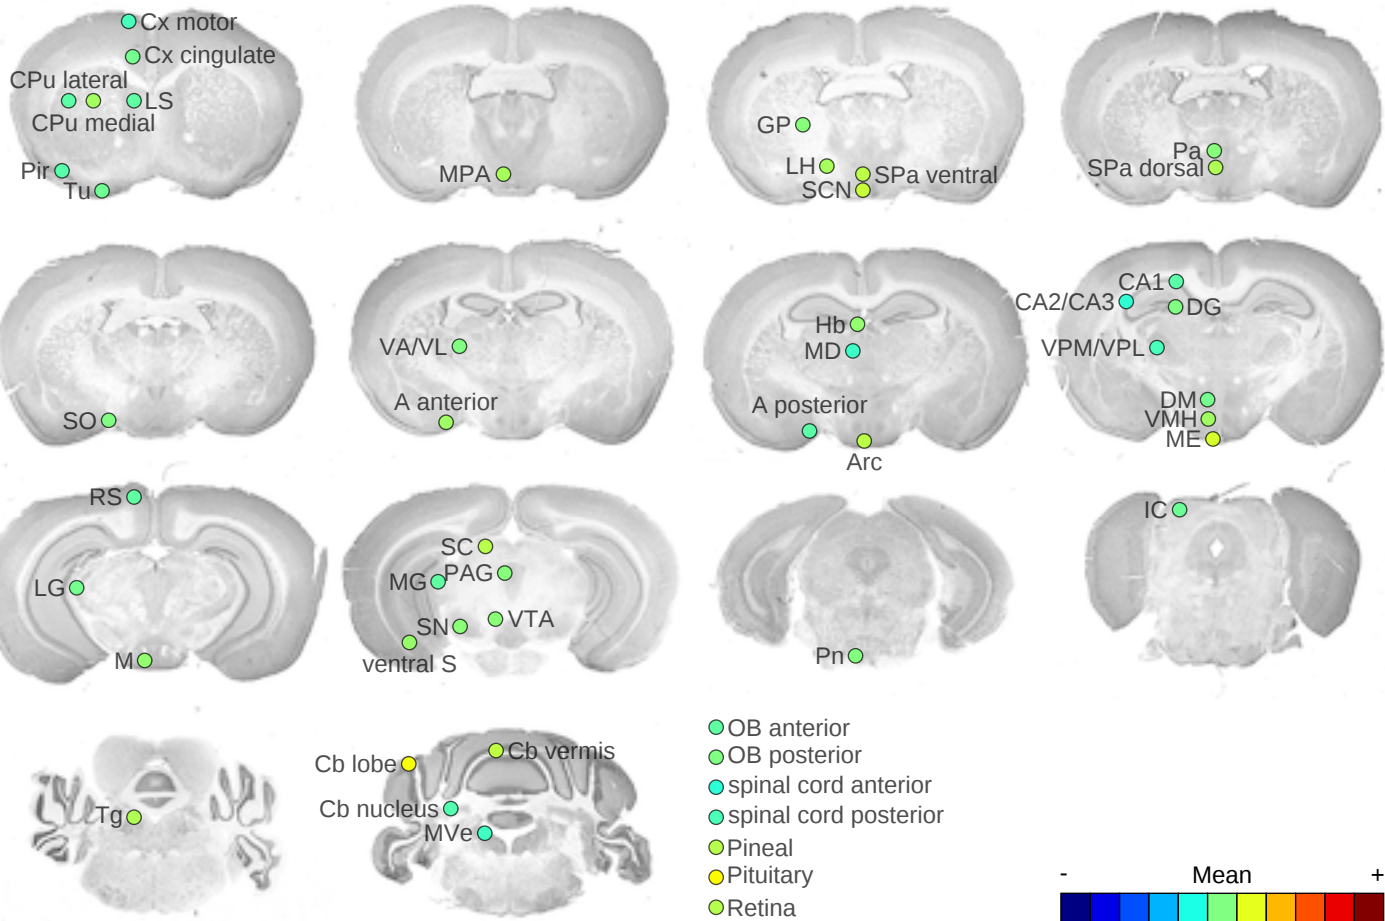 Cx motor
Cx cingulate
CPu lateral
LS
CPu medial
Pir
Tu
MPA
GP
LH
SPa ventral
SCN
Pa
SPa dorsal
SO
VA/VL
A anterior
Hb
MD
A posterior
Arc
CA1
CA2/CA3
DG
VPM/VPL
DM
VMH
ME
RS
LG
M
SC
PAG
MG
SN
VTA
ventral S
Pn
IC
Tg
Cb lobe
Cb vermis
Cb nucleus
MVe
OB anterior
OB posterior
spinal cord anterior
spinal cord posterior
Pineal
Pituitary
Retina
- Mean +